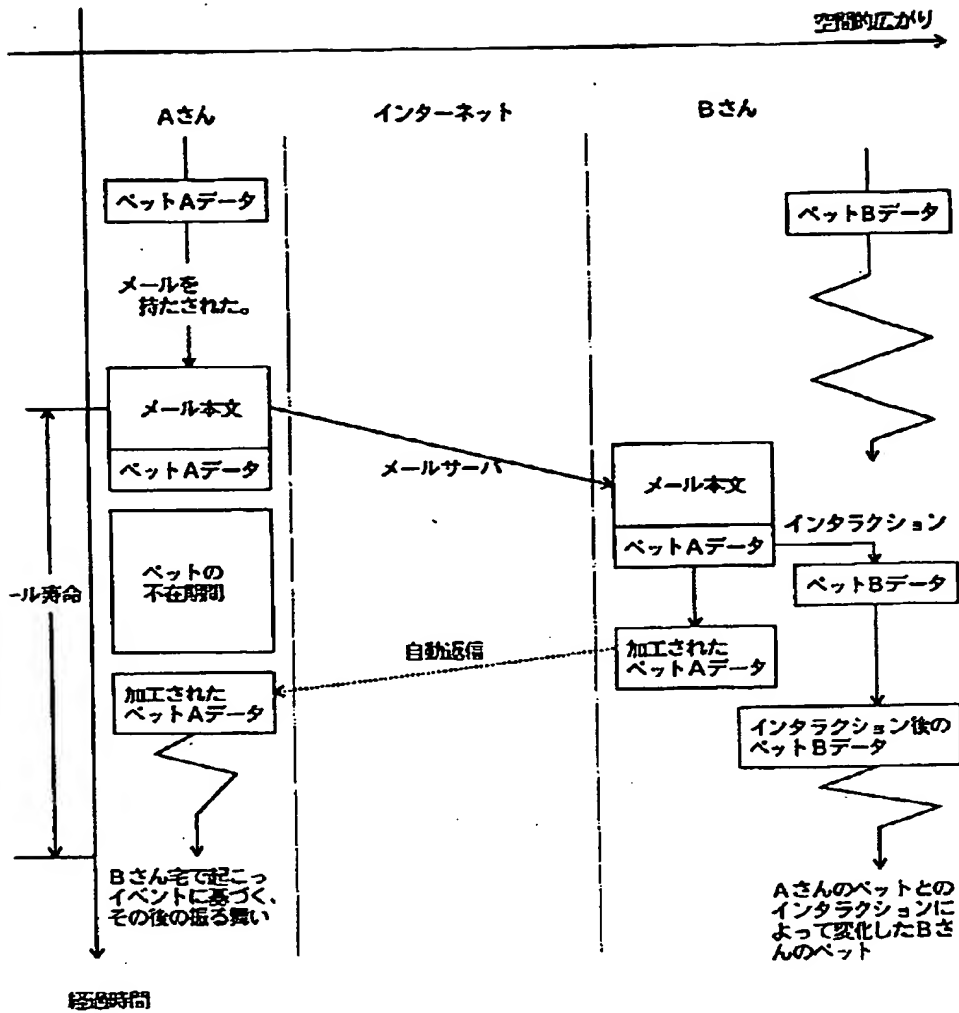 空間的広がり
Aさん
インターネット
Bさん
ペットAデータ
ペットBデータ
メールを
持たされた。
メール本文
ペットAデータ
メールサーバ
メール本文
ペットAデータ
インタラクション
ペットBデータ
ペットの
不在期間
ール寿命
自動返信
加工された
ペットAデータ
加工された
ペットAデータ
インタラクション後の
ペットBデータ
Bさん宅で起こっ
イベントに基づく、
その後の振る舞い
Aさんのペットとの
インタラクションに
よって変化したBさ
んのペット
経過時間